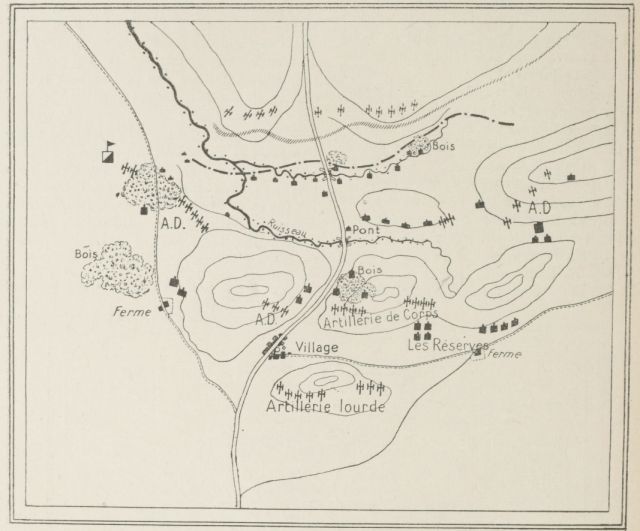 Bois
A.D
A.D.
Ruisseau
Pont
Bois
Bois
Ferme
A.D.
Artillerie de Corps
Village
Les Réserves
Ferme
Artillerie lourde